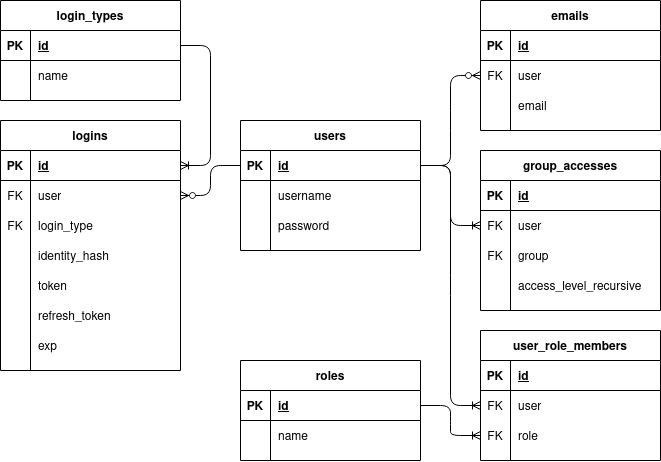 login_types
PK id
name
logins
PK id
FK user
FK login_type
identity_hash
token
refresh_token
exp
users
PK id
username
password
roles
PK id
name
emails
PK id
FK user
email
group_accesses
PK id
FK user
FK group
access_level_recursive
user_role_members
PK id
FK user
FK role